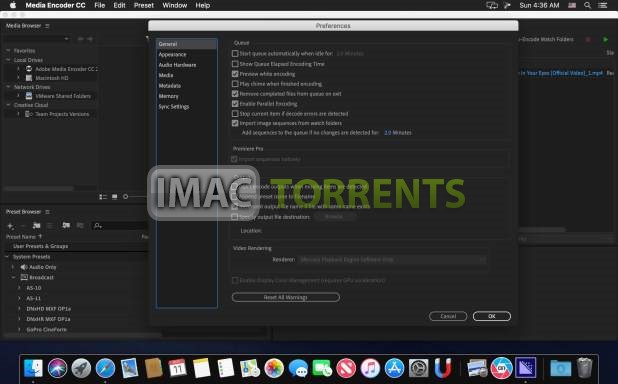 Media Encoder CC File Edit Preset Window Help
Sun 4:36 AM
Preferences
Media Browser
-Encode Watch Folders
General
Appearance
Audio Hardware
Media
Metadata
Memory
Sync Settings
Favorites
Local Drives
Adobe Media Encoder CC 2
Macintosh HD
Network Drives
VMware Shared Folders
Creative Cloud
Team Projects Versions
Queue
Start queue automatically when idle for: 2.0 Minutes
Show Queue Elapsed Encoding Time
Preview while encoding
Play chime when finished encoding
Remove completed files from queue on exit
Enable Parallel Encoding
Stop current item if decode errors are detected
Import image sequences from watch folders
Add sequences to the queue if no changes are detected for: 2.0 Minutes
In Your Eyes [Official Video]_1.mp4
Premiere Pro
Import sequences natively
IMAC TORRENTS
Specify output file destination:
Location:
Video Rendering
Renderer: Mercury Playback Engine Software Only
Enable Display Color Management (requires GPU acceleration)
Reset All Warnings
Cancel
OK
Preset Browser
Preset Name
User Presets & Groups
System Presets
Audio Only
Broadcast
AS-10
AS-11
DNxHD MXF OP1a
DNxHR MXF OP1a
GoPro CineForm